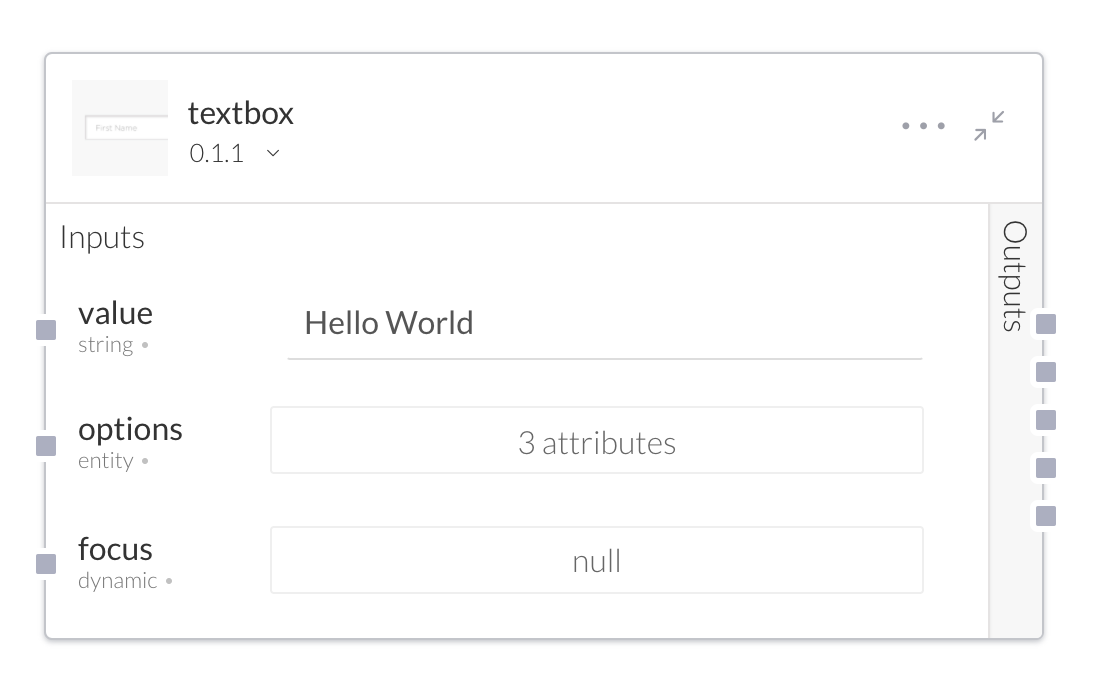 First Name
textbox
0.1.1
Inputs
Outputs
value
string
Hello World
options
entity
3 attributes
focus
dynamic
null